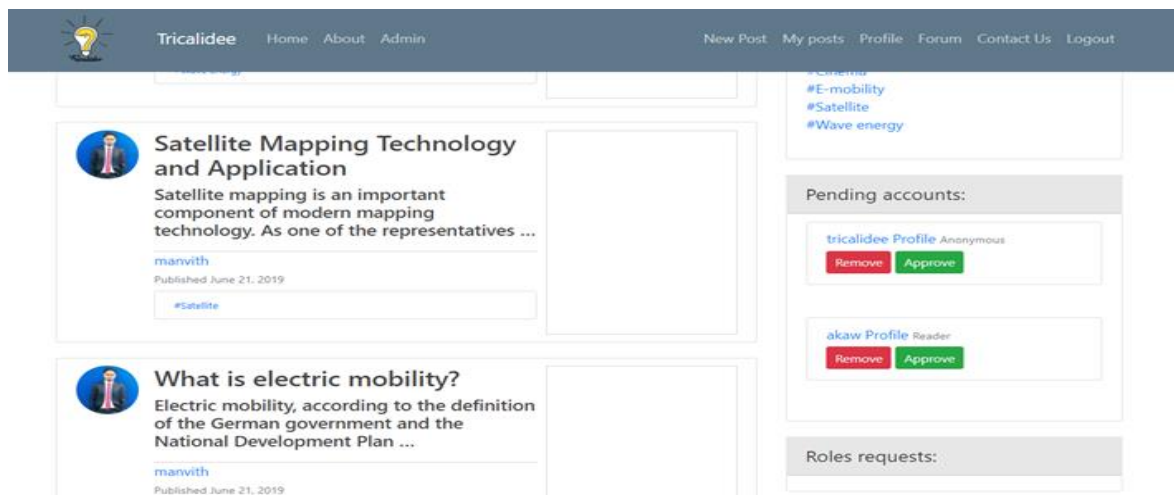 Tricalidee Home About Admin New Post My posts Profile Forum Contact Us Logout
Satellite Mapping Technology
and Application
Satellite mapping is an important
component of modern mapping
technology. As one of the representatives ...
manvith
Published June 21, 2019
#Satellite
What is electric mobility?
Electric mobility, according to the definition
of the German government and the
National Development Plan ...
manvith
Published June 21, 2019
#E-mobility
#Satellite
#Wave energy
Pending accounts:
tricalidee Profile Anonymous
Remove Approve
akaw Profile Reader
Remove Approve
Roles requests: